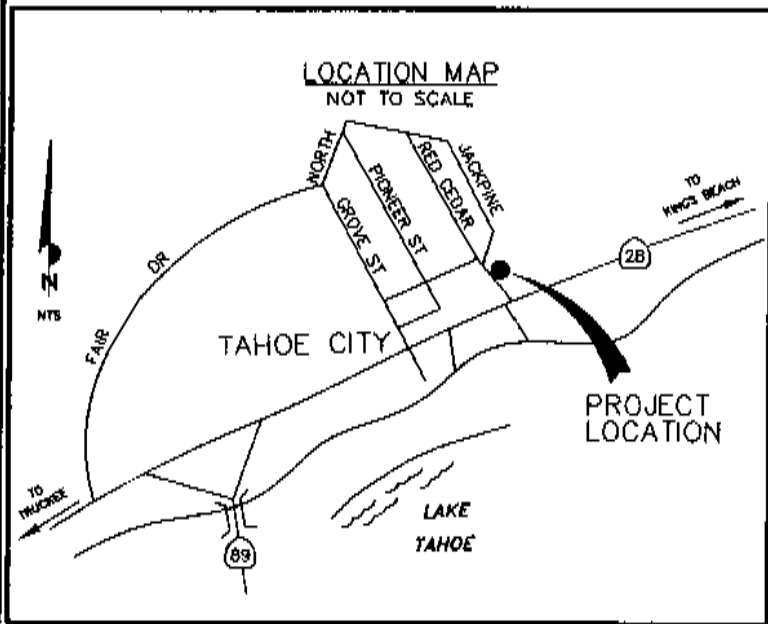 LOCATION MAP
NOT TO SCALE
NORTH
PIONEER ST
RED CEDAR
JACKPINE
GROVE ST
TO
KINGS BEACH
28
N
NTS
FAIR DR
TAHOE CITY
PROJECT
LOCATION
TO
TRUCKEE
LAKE
TAHOE
89